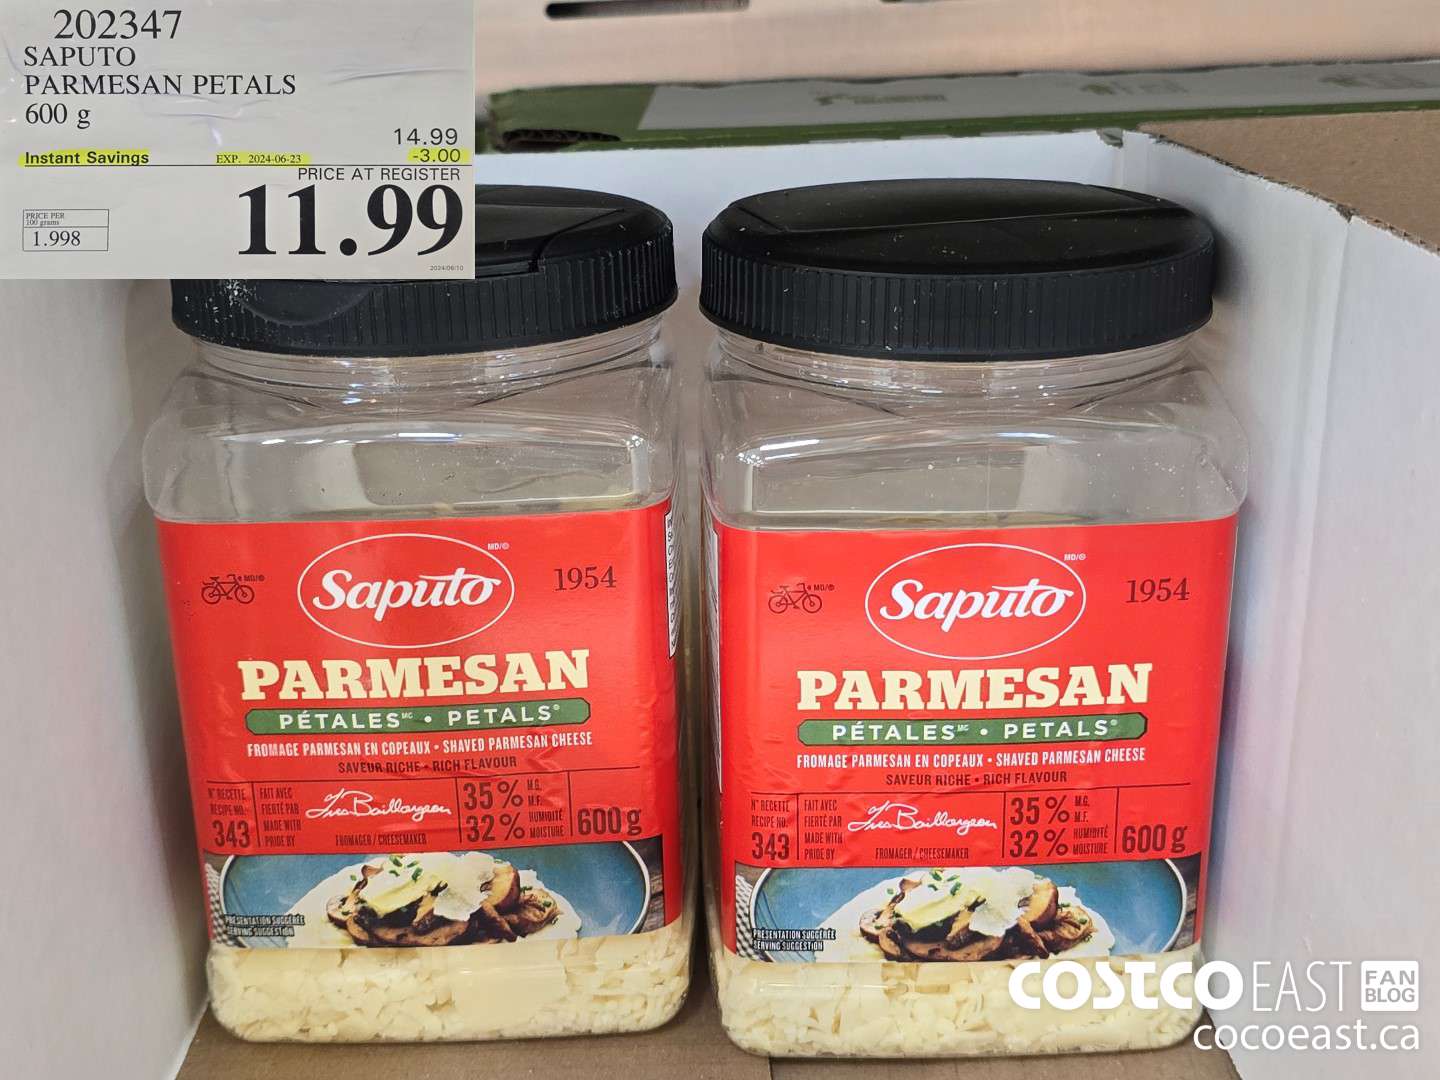 202347
SAPUTO
PARMESAN PETALS
600 g
14.99
Instant Savings EXP. 2024-06-23 -3.00
PRICE AT REGISTER
11.99
PRICE PER
100 grams
1.998
2024/06/10
MD/®
Saputo
1954
PARMESAN
PÉTALES MC • PETALS®
FROMAGE PARMESAN EN COPEAUX • SHAVED PARMESAN CHEESE
SAVEUR RICHE • RICH FLAVOUR
N° RECETTE
RECIPE NO.
343
FAIT AVEC
FIERTÉ PAR
MADE WITH
PRIDE BY
FROMAGER/CHEESEMAKER
35% M.G.
M.F.
32% HUMIDITÉ
MOISTURE
600 g
PRÉSENTATION SUGGÉRÉE
SERVING SUGGESTION
MD/®
Saputo
1954
PARMESAN
PÉTALES MC • PETALS®
FROMAGE PARMESAN EN COPEAUX • SHAVED PARMESAN CHEESE
SAVEUR RICHE • RICH FLAVOUR
N° RECETTE
RECIPE NO.
343
FAIT AVEC
FIERTÉ PAR
MADE WITH
PRIDE BY
FROMAGER/CHEESEMAKER
35% M.G.
M.F.
32% HUMIDITÉ
MOISTURE
600 g
PRÉSENTATION SUGGÉRÉE
SERVING SUGGESTION
COSTCO EAST FAN BLOG
cocoeast.ca